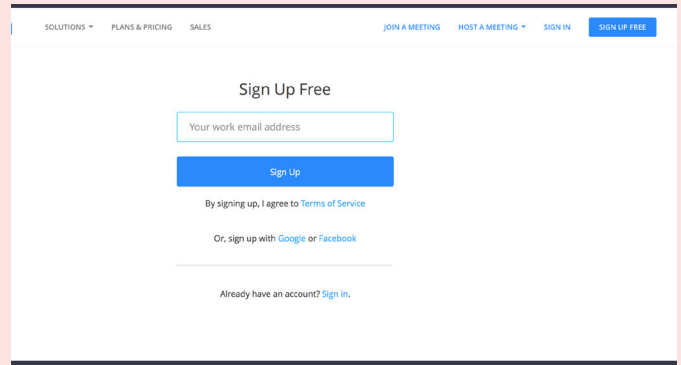 SOLUTIONS PLANS & PRICING SALES JOIN A MEETING HOST A MEETING SIGN IN SIGN UP FREE
Sign Up Free
Your work email address
Sign Up
By signing up, I agree to Terms of Service
Or, sign up with Google or Facebook
Already have an account? Sign in.